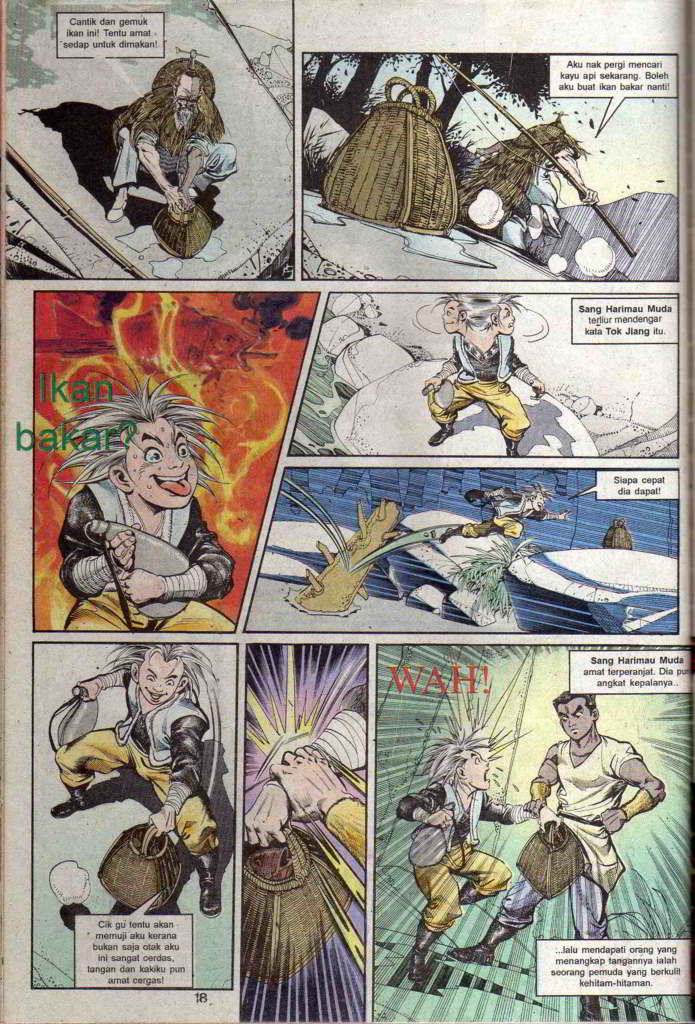 Cantik dan gemuk
ikan ini! Tentu amat
sedap untuk dimakan!
Aku nak pergi mencari
kayu api sekarang. Boleh
aku buat ikan bakar nanti!
Ikan
bakar?
Sang Harimau Muda
terliur mendengar
kata Tok Jiang itu.
Siapa cepat
dia dapat!
Cik gu tentu akan
memuji aku kerana
bukan saja otak aku
ini sangat cerdas,
tangan dan kakiku pun
amat cergas!
WAH!
Sang Harimau Muda
amat terperanjat. Dia
angkat kepalanya..
...lalu mendapati orang yang
menangkap tangannya ialah
seorang pemuda yang berkulit
kehitam-hitaman.
18